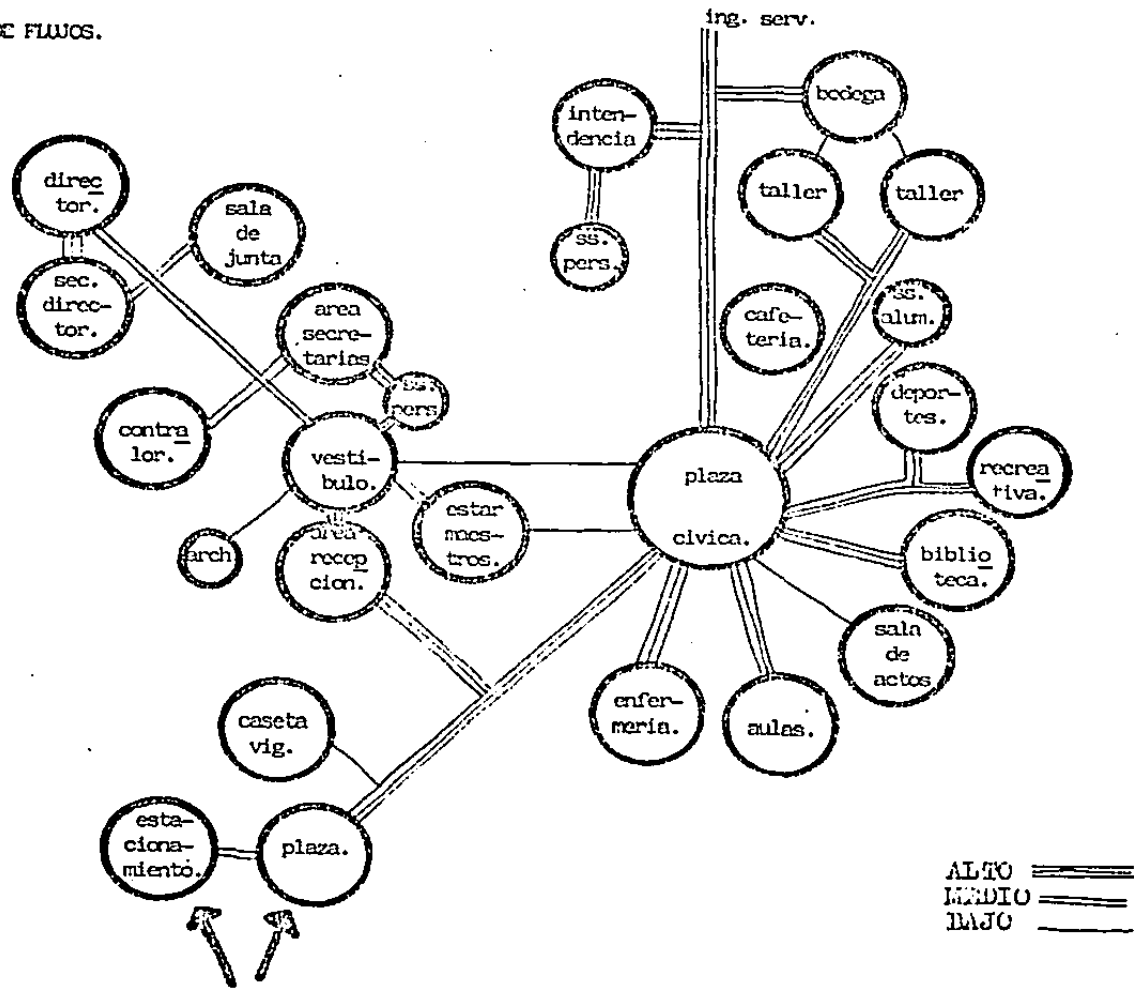 DE FLUJOS.
ing. serv.
bodega
inten-
dencia
taller
taller
ss.
pers.
direc
tor.
sala
de
junta
sec.
direc-
tor.
area
secre-
tarias
ss.
pers
cafe-
teria.
ss.
alum.
depor-
tes.
contra
lor.
vesti-
bulo.
plaza
civica.
recrea
tiva.
arch
area
recep
cion.
estar
maes-
tros.
biblio
teca.
sala
de
actos
enfer-
meria.
aulas.
caseta
vig.
esta-
ciona-
miento.
plaza.
ALTO
MEDIO
BAJO